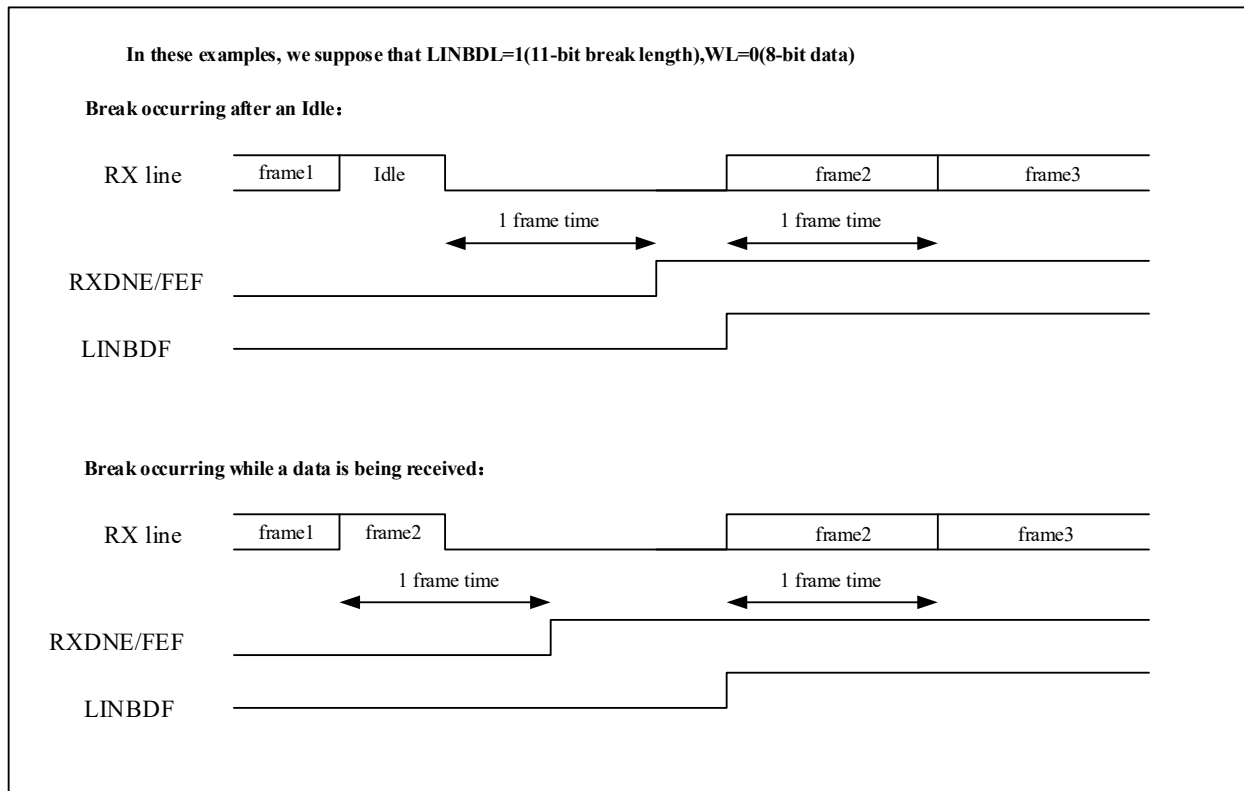 In these examples, we suppose that LINBDL=1(11-bit break length),WL=0(8-bit data)
Break occurring after an Idle：
RX line
frame1
Idle
frame2
frame3
1 frame time
1 frame time
RXDNE/FEF
LINBDF
Break occurring while a data is being received：
RX line
frame1
frame2
frame2
frame3
1 frame time
1 frame time
RXDNE/FEF
LINBDF